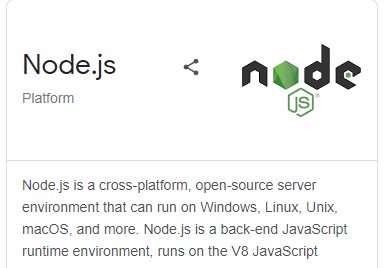 Node.js
node
JS
Platform
Node.js is a cross-platform, open-source server
environment that can run on Windows, Linux, Unix,
macOS, and more. Node.js is a back-end JavaScript
runtime environment, runs on the V8 JavaScript